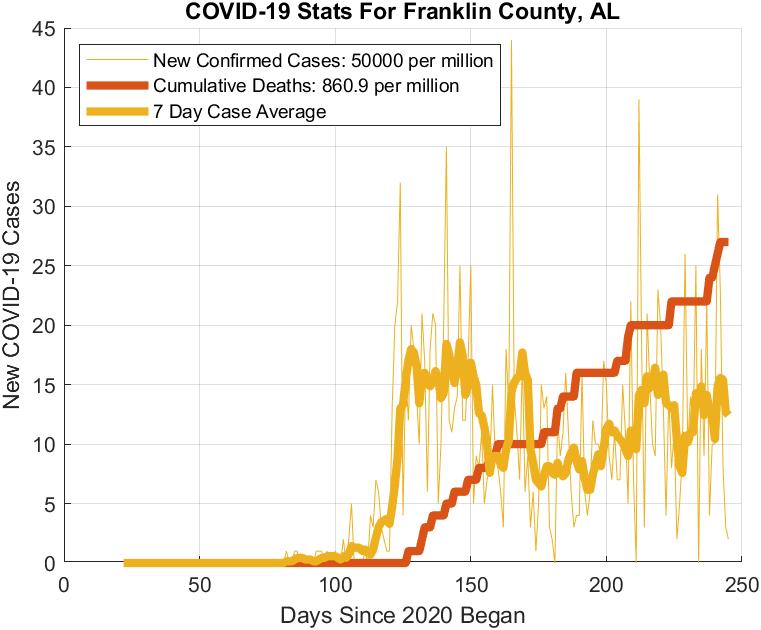 COVID-19 Stats For Franklin County, AL
New Confirmed Cases: 50000 per million
Cumulative Deaths: 860.9 per million
7 Day Case Average
New COVID-19 Cases
45
40
35
30
25
20
15
10
5
0
0 50 100 150 200 250
Days Since 2020 Began